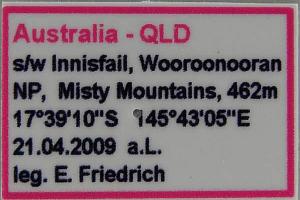 Australia - QLD
s/w Innisfail, Wooroonooran
NP, Misty Mountains, 462m
17°39'10"S 145°43'05"E
21.04.2009 a.L.
leg. E. Friedrich